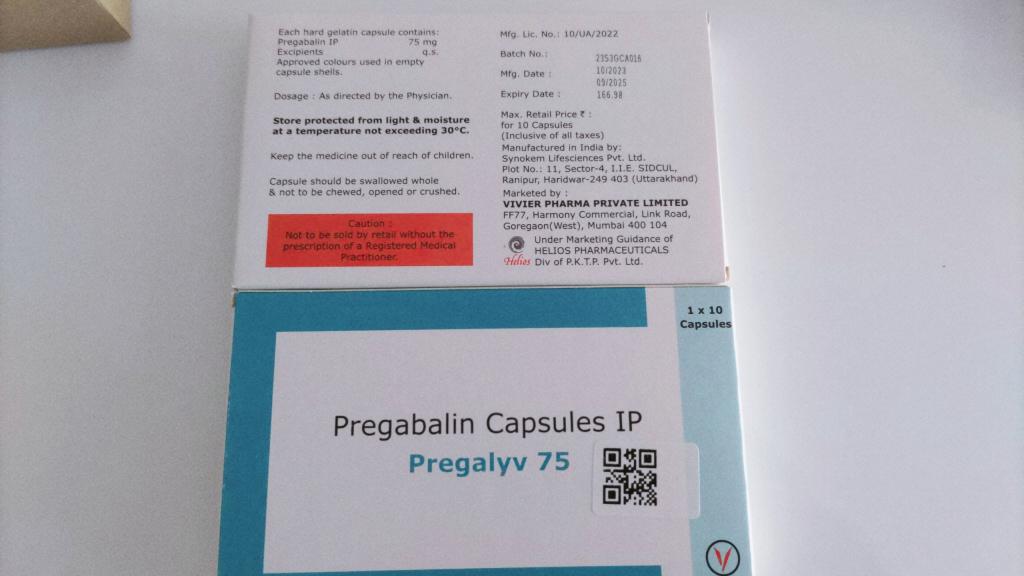 Each hard gelatin capsule contains:
Pregabalin IP 75 mg
Excipients q.s.
Approved colours used in empty
capsule shells.
Dosage : As directed by the Physician.
Store protected from light & moisture
at a temperature not exceeding 30°C.
Keep the medicine out of reach of children.
Capsule should be swallowed whole
& not to be chewed, opened or crushed.
Caution :
Not to be sold by retail without the
prescription of a Registered Medical
Practitioner.
Mfg. Lic. No.: 10/UA/2022
Batch No.: 2353GCA016
Mfg. Date : 10/2023
09/2025
Expiry Date : 166.98
Max. Retail Price ₹ :
for 10 Capsules
(Inclusive of all taxes)
Manufactured in India by:
Synokem Lifesciences Pvt. Ltd.
Plot No.: 11, Sector-4, I.I.E. SIDCUL,
Ranipur, Haridwar-249 403 (Uttarakhand)
Marketed by :
VIVIER PHARMA PRIVATE LIMITED
FF77, Harmony Commercial, Link Road,
Goregaon(West), Mumbai 400 104
Under Marketing Guidance of
HELIOS PHARMACEUTICALS
Helios Div of P.K.T.P. Pvt. Ltd.
1 x 10
Capsules
Pregabalin Capsules IP
Pregalyv 75